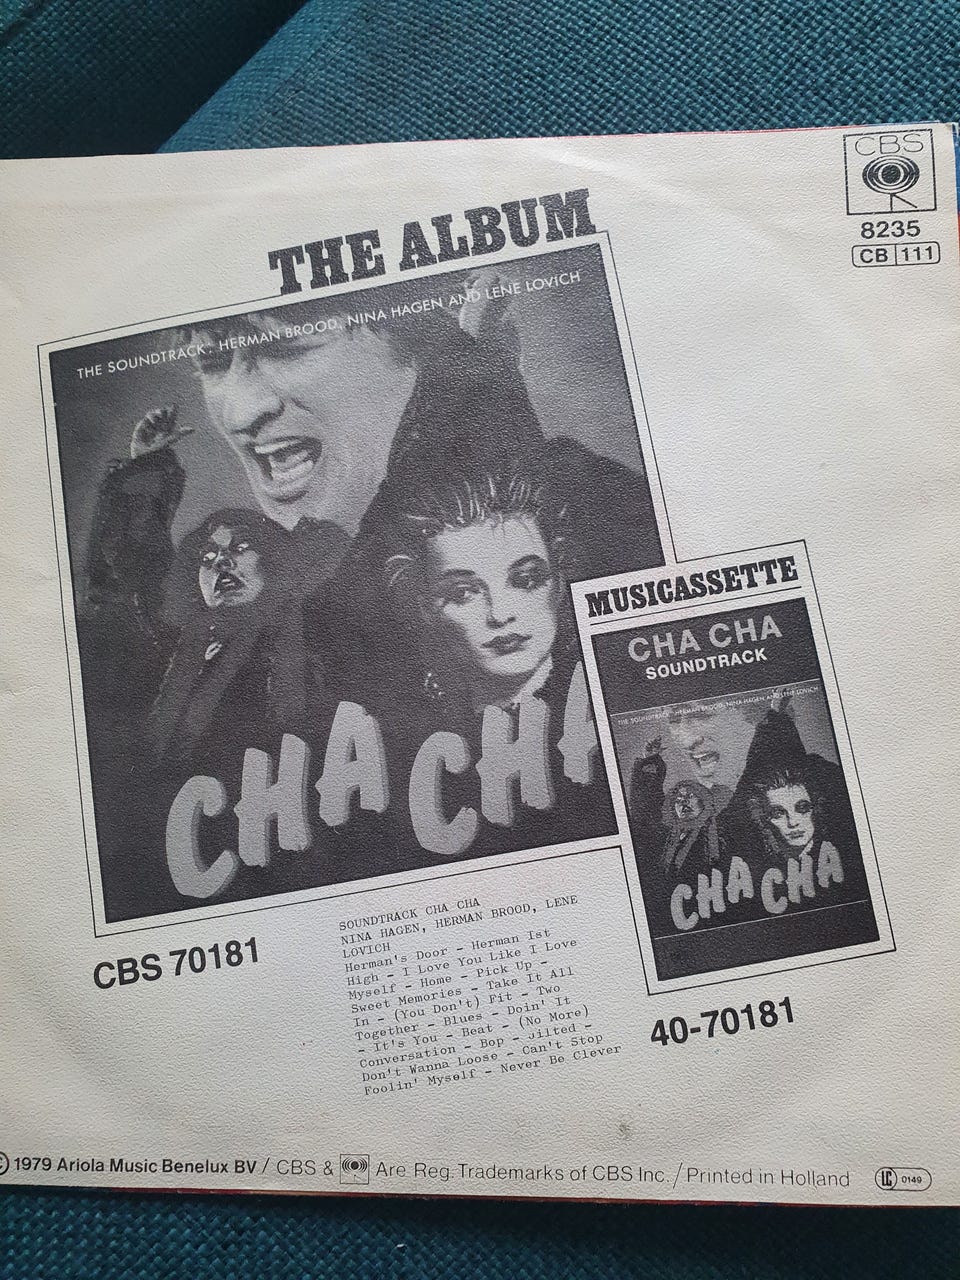 CBS
8235
CB 111
THE ALBUM
THE SOUNDTRACK: HERMAN BROOD, NINA HAGEN AND LENE LOVICH
CHA CHA
MUSICASSETTE
CHA CHA
SOUNDTRACK
THE SOUNDTRACK: HERMAN BROOD, NINA HAGEN AND LENE LOVICH
CHA CHA
CBS 70181
SOUNDTRACK CHA CHA
NINA HAGEN, HERMAN BROOD, LENE
LOVICH
Herman's Door - Herman Ist
High - I Love You Like I Love
Myself - Home - Pick Up -
Sweet Memories - Take It All
In - (You Don't) Fit - Two
Together - Blues - Doin' It
- It's You - Beat - (No More)
Conversation - Bop - Jilted -
Don't Wanna Loose - Can't Stop
Foolin' Myself - Never Be Clever
40-70181
© 1979 Ariola Music Benelux BV / CBS & Are Reg. Trademarks of CBS Inc. / Printed in Holland LC 0149